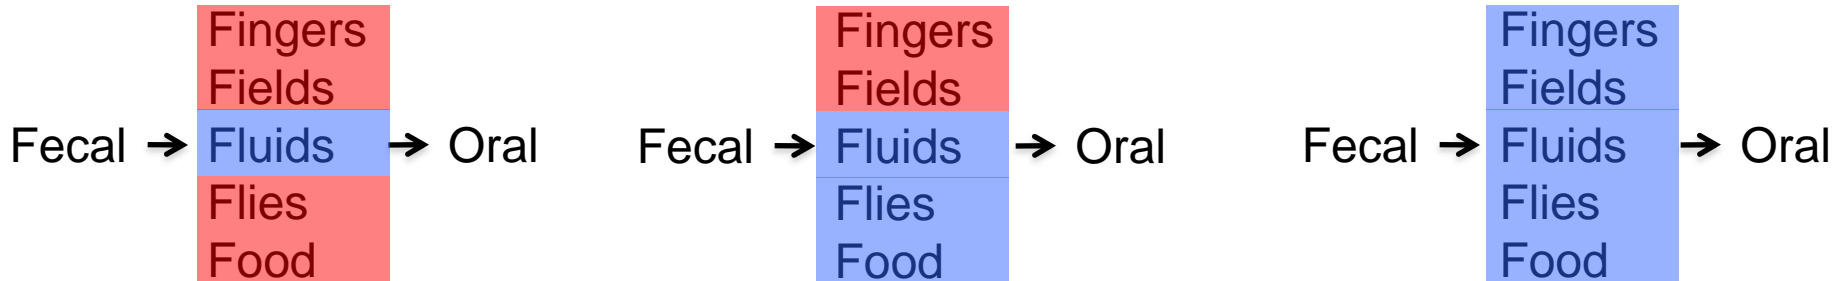 Fingers
Fields
Fecal → Fluids → Oral
Flies
Food
Fingers
Fields
Fecal → Fluids → Oral
Flies
Food
Fingers
Fields
Fecal → Fluids → Oral
Flies
Food